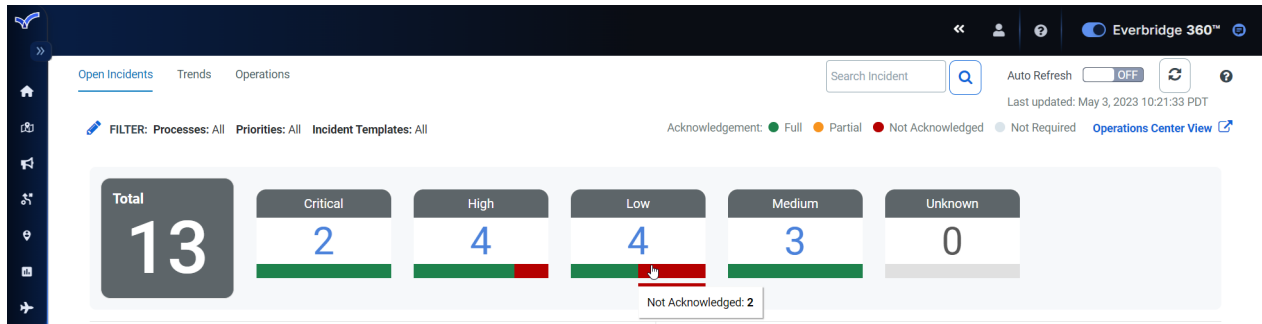 Everbridge 360™
Open Incidents Trends Operations
Search Incident
Auto Refresh OFF
Last updated: May 3, 2023 10:21:33 PDT
FILTER: Processes: All Priorities: All Incident Templates: All
Acknowledgement: Full Partial Not Acknowledged Not Required Operations Center View
Total
13
Critical
2
High
4
Low
4
Medium
3
Unknown
0
Not Acknowledged: 2